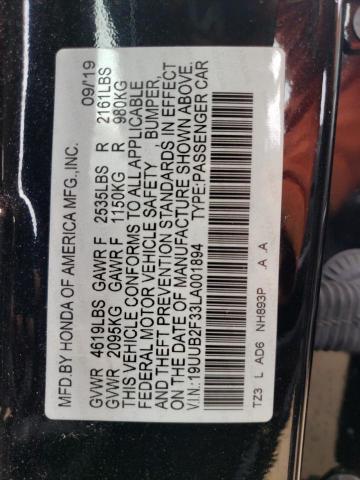 MFD.BY HONDA OF AMERICA MFG.,INC. 09/19
GVWR 4619LBS GAWR F 2535LBS R 2161LBS
GVWR 2095KG GAWR F 1150KG R 980KG
THIS VEHICLE CONFORMS TO ALL APPLICABLE
FEDERAL MOTOR VEHICLE SAFETY BUMPER,
AND THEFT PREVENTION STANDARDS IN EFFECT
ON THE DATE OF MANUFACTURE SHOWN ABOVE.
V.I.N.:19UUB2F33LA001894 TYPE:PASSENGER CAR
TZ3 L AD6 NH893P A A